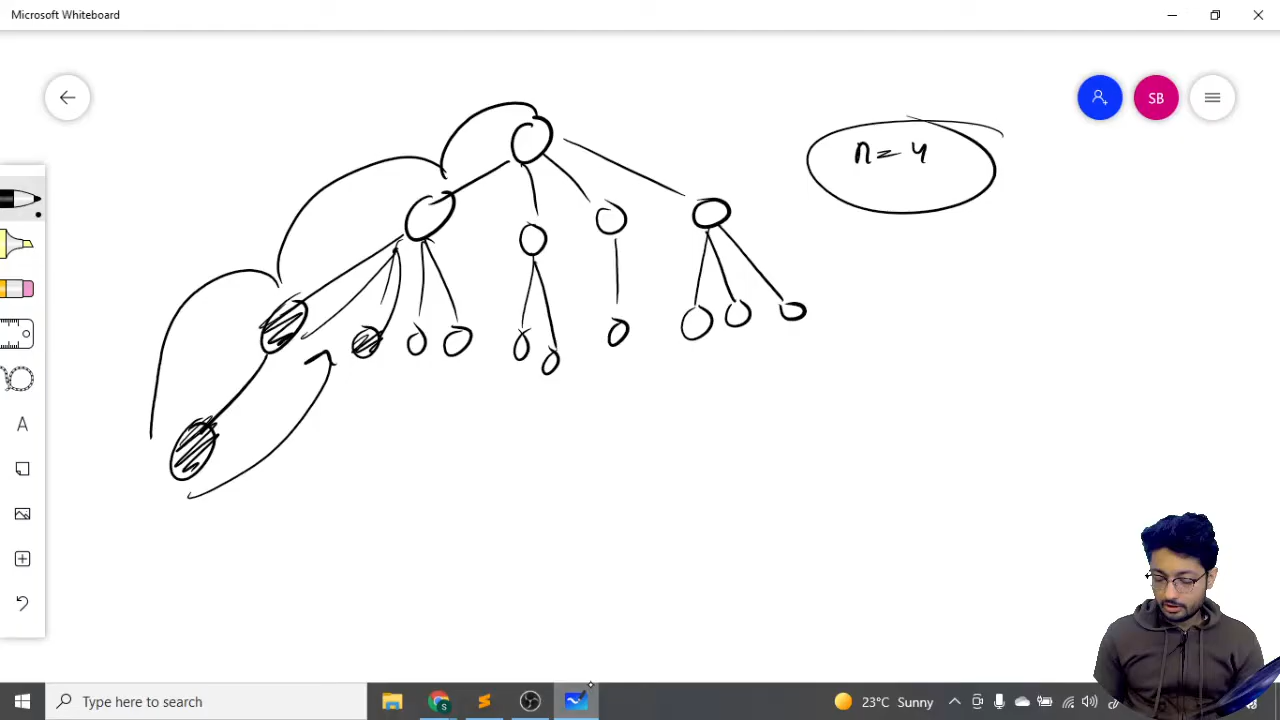 Microsoft Whiteboard
SB
n = 4
A
Type here to search
S
23°C Sunny